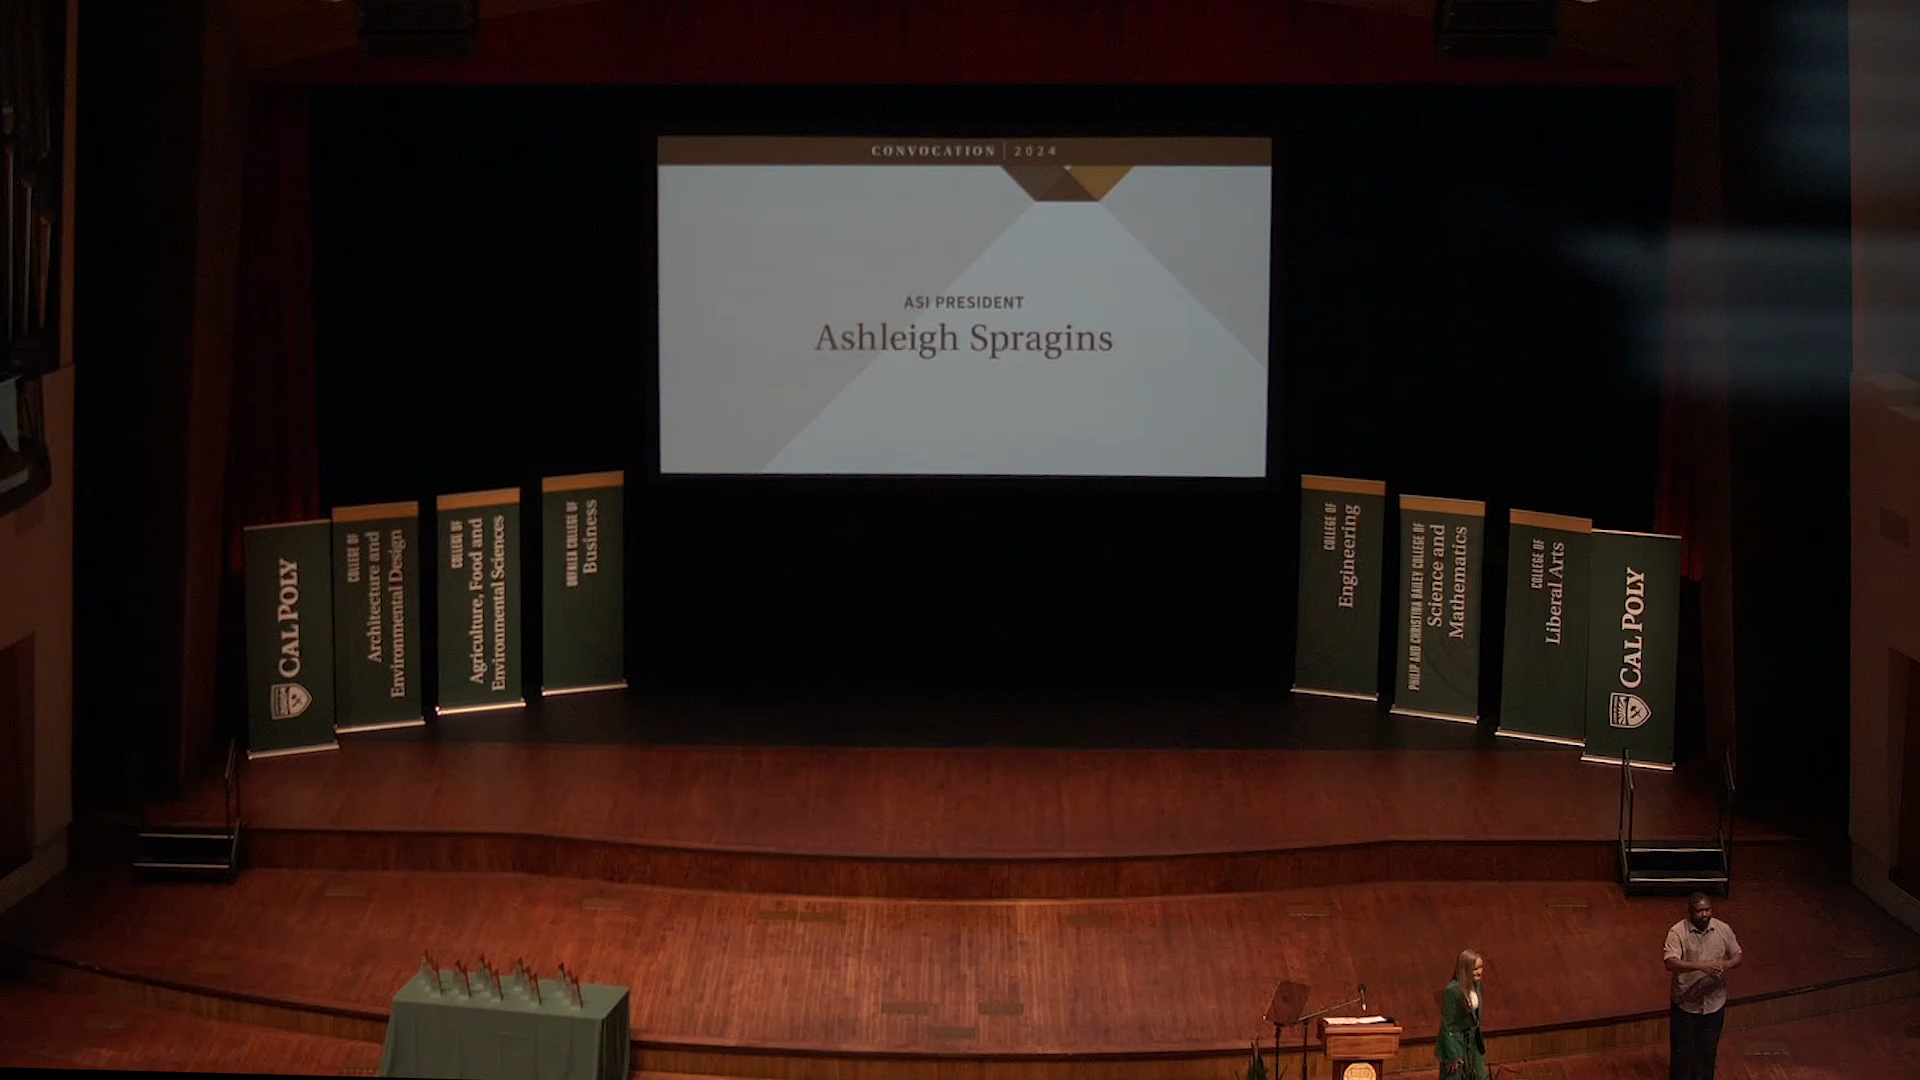 CONVOCATION | 2024
ASI PRESIDENT
Ashleigh Spragins
CAL POLY
COLLEGE OF
Architecture and
Environmental Design
COLLEGE OF
Agriculture, Food and
Environmental Sciences
ORFALEA COLLEGE OF
Business
COLLEGE OF
Engineering
PHILIP AND CHRISTINA BAILEY COLLEGE OF
Science and
Mathematics
COLLEGE OF
Liberal Arts
CAL POLY